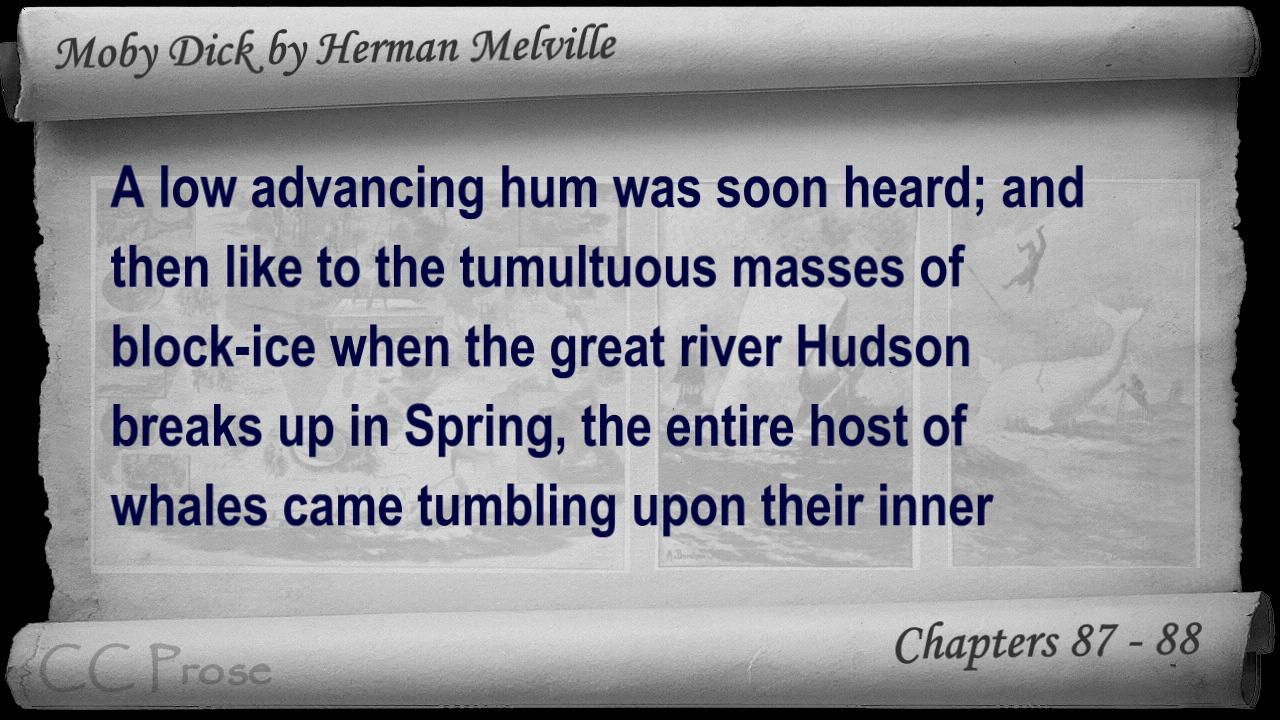 Moby Dick by Herman Melville
A low advancing hum was soon heard; and
then like to the tumultuous masses of
block-ice when the great river Hudson
breaks up in Spring, the entire host of
whales came tumbling upon their inner
Chapters 87 - 88
CC Prose